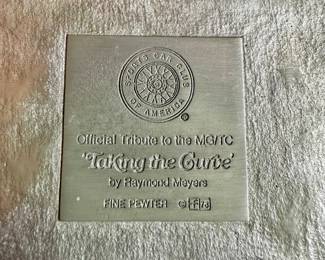 SPORTS CAR CLUB
OF AMERICA
®
Official Tribute to the MG/TC
'Taking the Curve'
by Raymond Meyers
FINE PEWTER ©